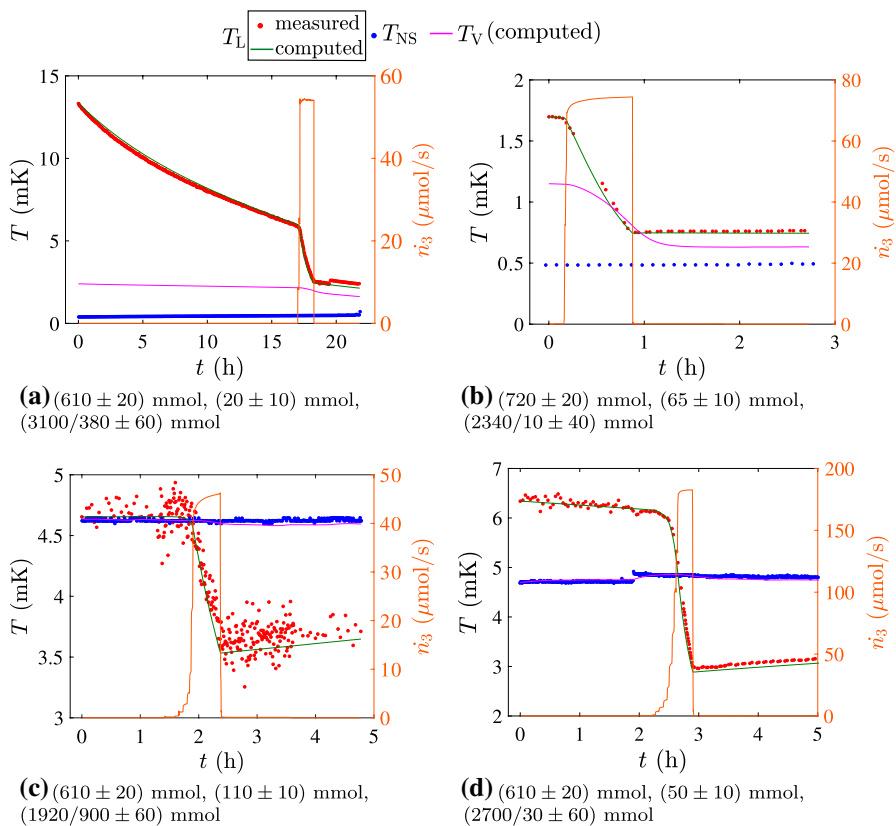 T_L measured computed T_NS T_V (computed)
15 10 5 0
T (mK)
60 40 20 0
ṅ_3 (μmol/s)
0 5 10 15 20
t (h)
(a) (610 ± 20) mmol, (20 ± 10) mmol,
(3100/380 ± 60) mmol
2 1.5 1 0.5 0
T (mK)
80 60 40 20 0
ṅ_3 (μmol/s)
0 1 2 3
t (h)
(b) (720 ± 20) mmol, (65 ± 10) mmol,
(2340/10 ± 40) mmol
5 4.5 4 3.5 3
T (mK)
50 40 30 20 10 0
ṅ_3 (μmol/s)
0 1 2 3 4 5
t (h)
(c) (610 ± 20) mmol, (110 ± 10) mmol,
(1920/900 ± 60) mmol
7 6 5 4 3 2
T (mK)
200 150 100 50 0
ṅ_3 (μmol/s)
0 1 2 3 4 5
t (h)
(d) (610 ± 20) mmol, (50 ± 10) mmol,
(2700/30 ± 60) mmol